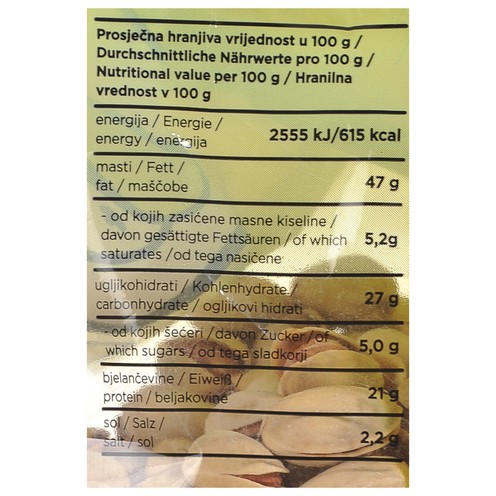 Prosječna hranjiva vrijednost u 100 g /
Durchschnittliche Nährwerte pro 100 g /
Nutritional value per 100 g / Hranilna
vrednost v 100 g
energija / Energie /
energy / energija 2555 kJ/615 kcal
masti / Fett /
fat / maščobe 47 g
- od kojih zasićene masne kiseline /
davon gesättigte Fettsäuren / of which 5,2g
saturates / od tega nasičene
ugljikohidrati / Kohlenhydrate /
carbonhydrate / ogljikovi hidrati 27 g
- od kojih šećeri / davon Zucker / of
which sugars / od tega sladkorji 5,0 g
bjelančevine / Eiweiß /
protein / beljakovine 21 g
sol / Salz /
salt / sol 2,2 g